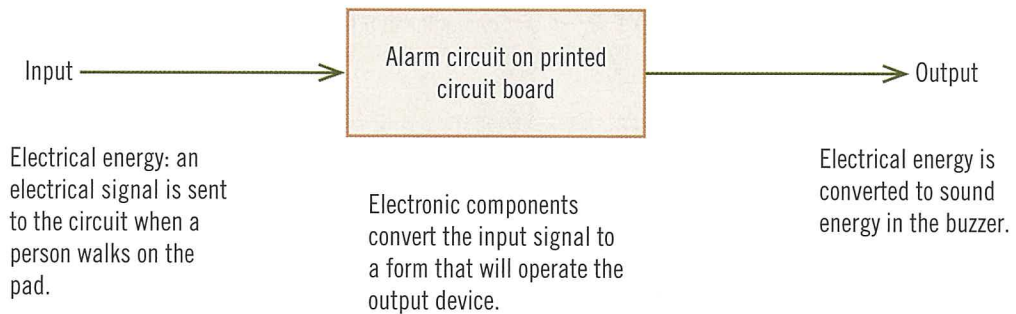 Input
Alarm circuit on printed
circuit board
Output
Electrical energy: an
electrical signal is sent
to the circuit when a
person walks on the
pad.
Electronic components
convert the input signal to
a form that will operate the
output device.
Electrical energy is
converted to sound
energy in the buzzer.